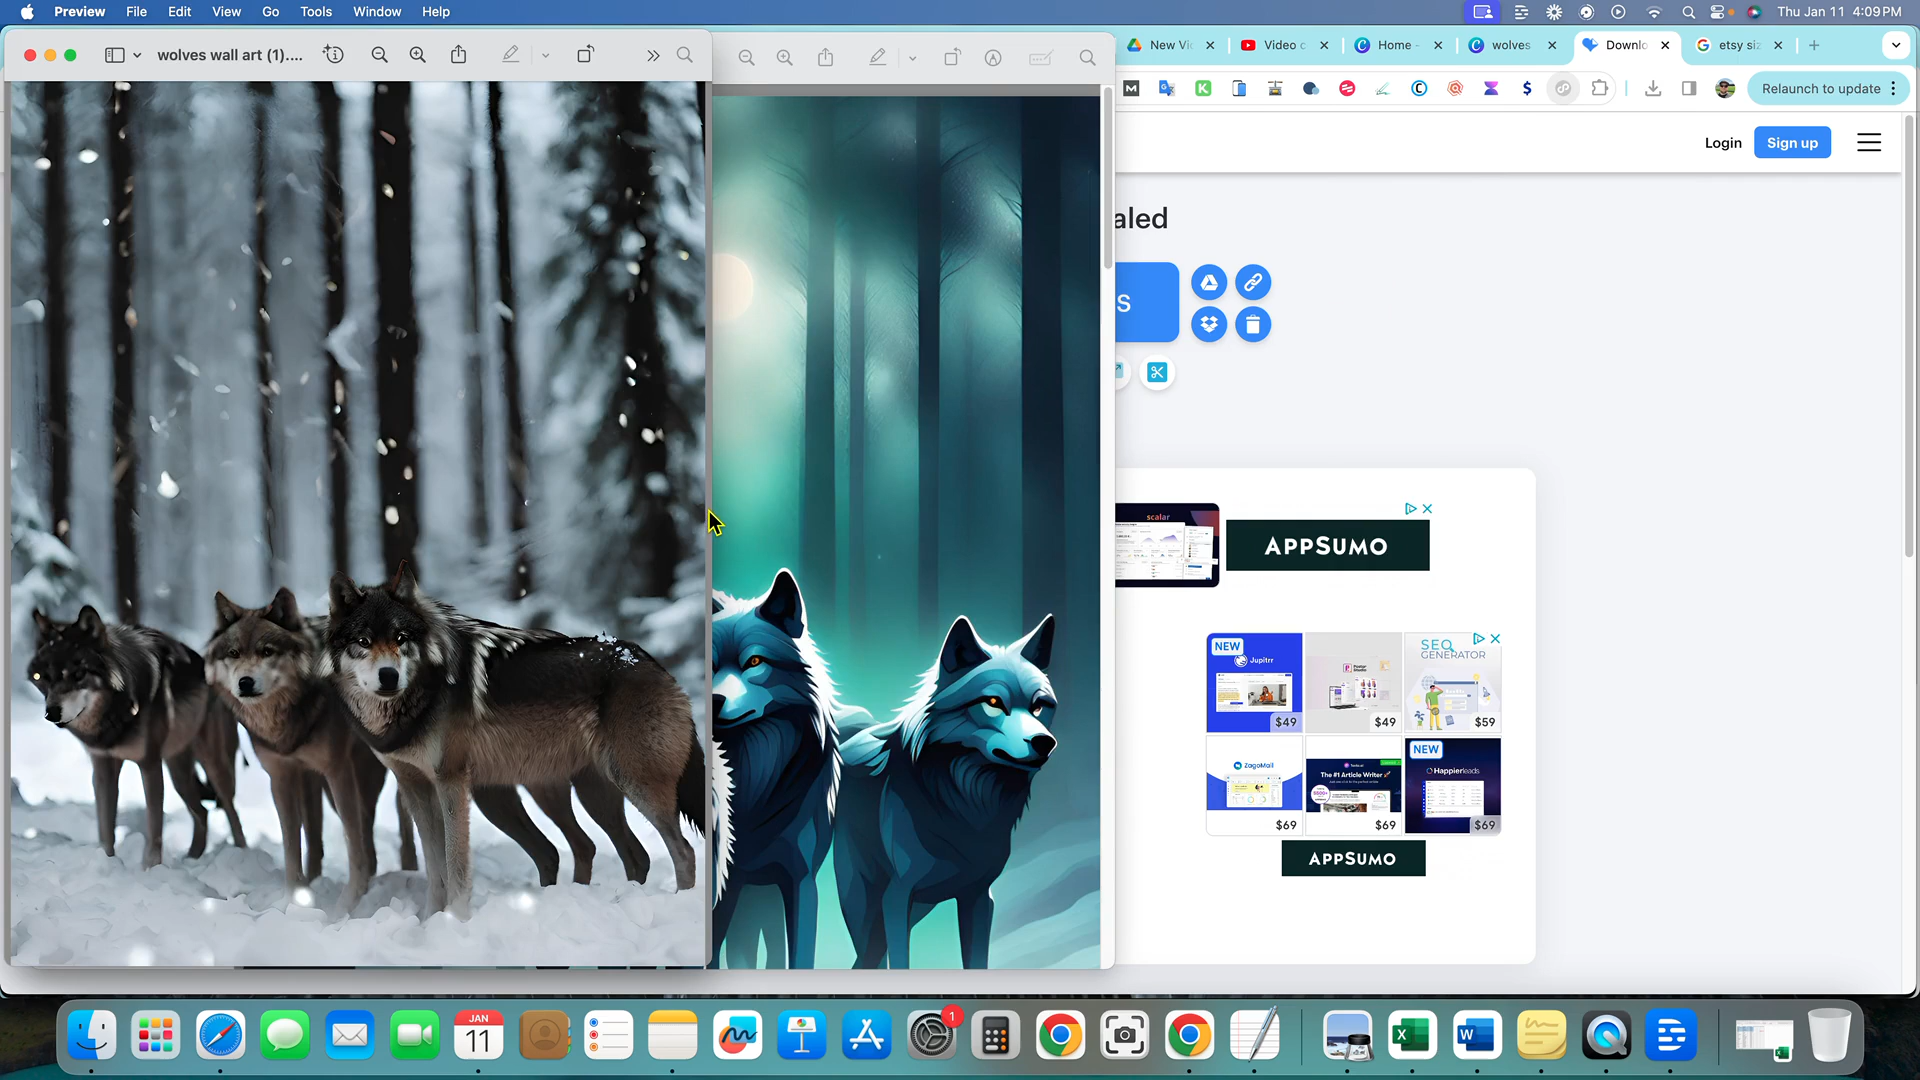 Preview File Edit View Go Tools Window Help
Thu Jan 11 4:09 PM
wolves wall art (1)....
New Vi
Video c
Home -
wolves
Downlo
etsy siz
Relaunch to update
Login
Sign up
aled
S
scalar
APPSUMO
NEW
Jupitrr
$49
$49
SEO
GENERATOR
$59
ZagoMail
$69
The #1 Article Writer
$69
NEW
Happierleads
$69
APPSUMO
JAN
11
1